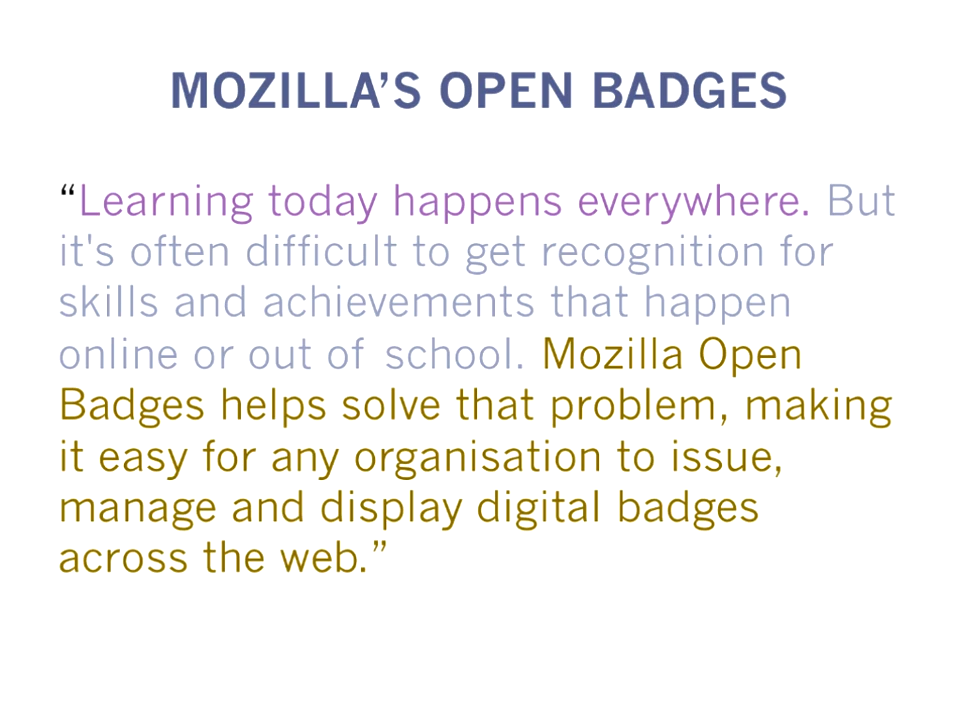 MOZILLA’S OPEN BADGES
“Learning today happens everywhere. But
it's often difficult to get recognition for
skills and achievements that happen
online or out of school. Mozilla Open
Badges helps solve that problem, making
it easy for any organisation to issue,
manage and display digital badges
across the web.”